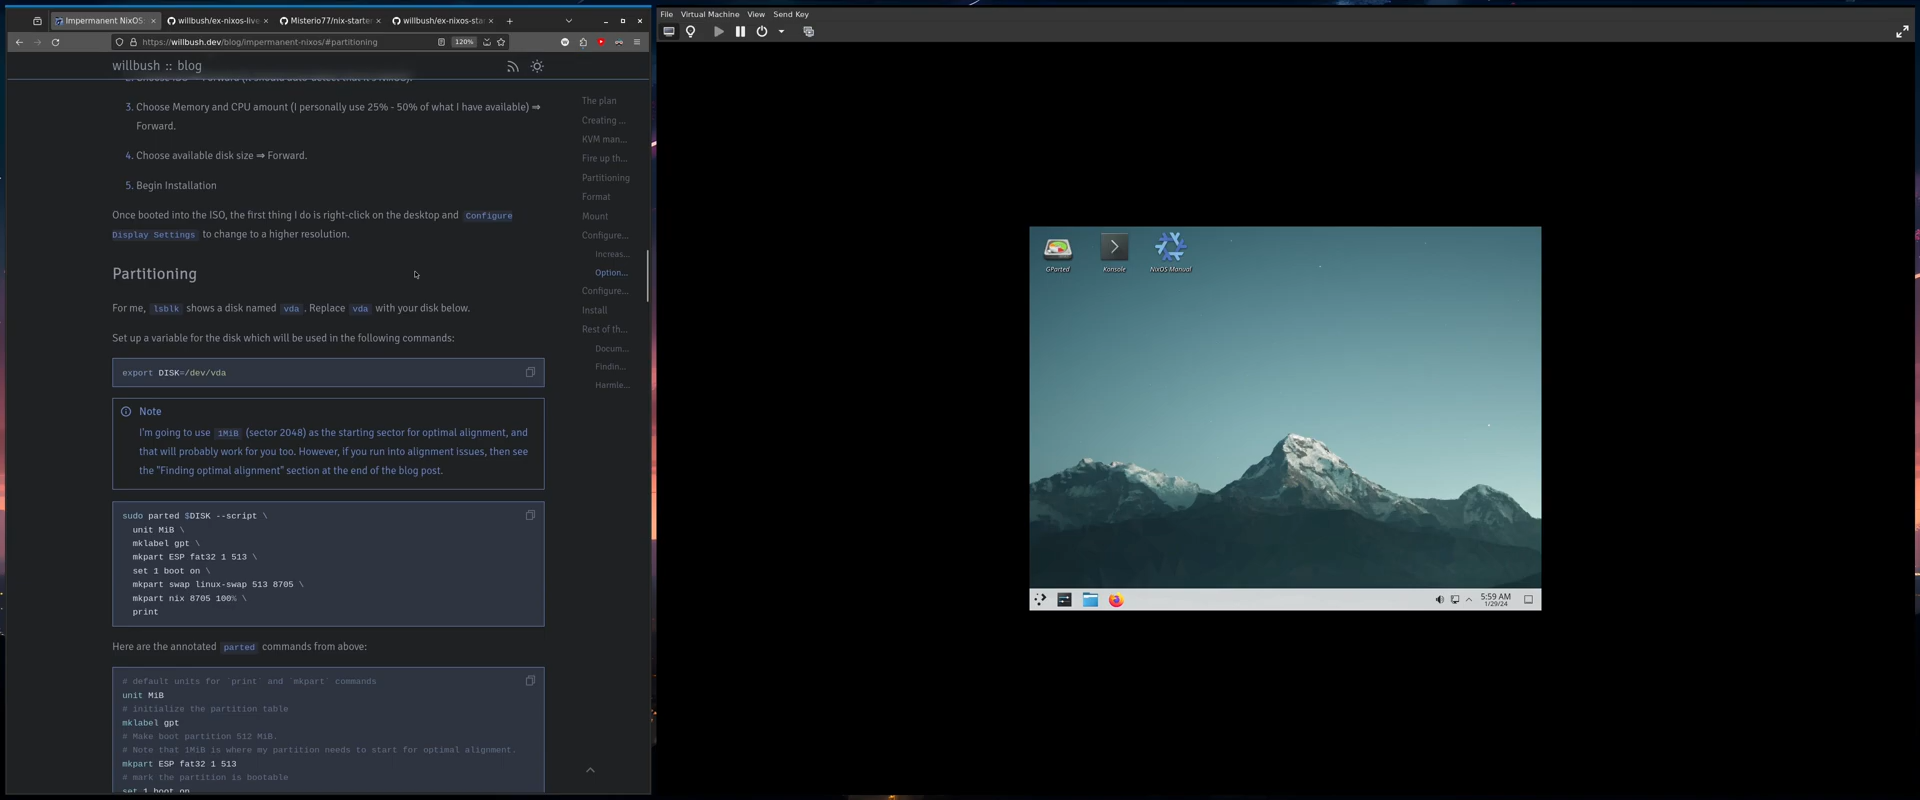 Impermanent NixOS:
willbush/ex-nixos-live
Misterio77/nix-starter
willbush/ex-nixos-star
https://willbush.dev/blog/impermanent-nixos/#partitioning
120%
willbush :: blog
3. Choose Memory and CPU amount (I personally use 25% - 50% of what I have available) ⇒
Forward.
4. Choose available disk size ⇒ Forward.
5. Begin Installation
Once booted into the ISO, the first thing I do is right-click on the desktop and Configure
Display Settings to change to a higher resolution.
Partitioning
For me, lsblk shows a disk named vda. Replace vda with your disk below.
Set up a variable for the disk which will be used in the following commands:
export DISK=/dev/vda
Note
I'm going to use 1MiB (sector 2048) as the starting sector for optimal alignment, and
that will probably work for you too. However, if you run into alignment issues, then see
the "Finding optimal alignment" section at the end of the blog post.
sudo parted $DISK --script \
unit MiB \
mklabel gpt \
mkpart ESP fat32 1 513 \
set 1 boot on \
mkpart swap linux-swap 513 8705 \
mkpart nix 8705 100% \
print
Here are the annotated parted commands from above:
# default units for `print` and `mkpart` commands
unit MiB
# initialize the partition table
mklabel gpt
# Make boot partition 512 MiB.
# Note that 1MiB is where my partition needs to start for optimal alignment.
mkpart ESP fat32 1 513
# mark the partition is bootable
set 1 boot on
The plan
Creating ...
KVM man...
Fire up th...
Partitioning
Format
Mount
Configure...
Increas...
Option...
Configure...
Install
Rest of th...
Docum...
Findin...
Harmle...
File Virtual Machine View Send Key
GParted
Konsole
NixOS Manual
5:59 AM
1/29/24